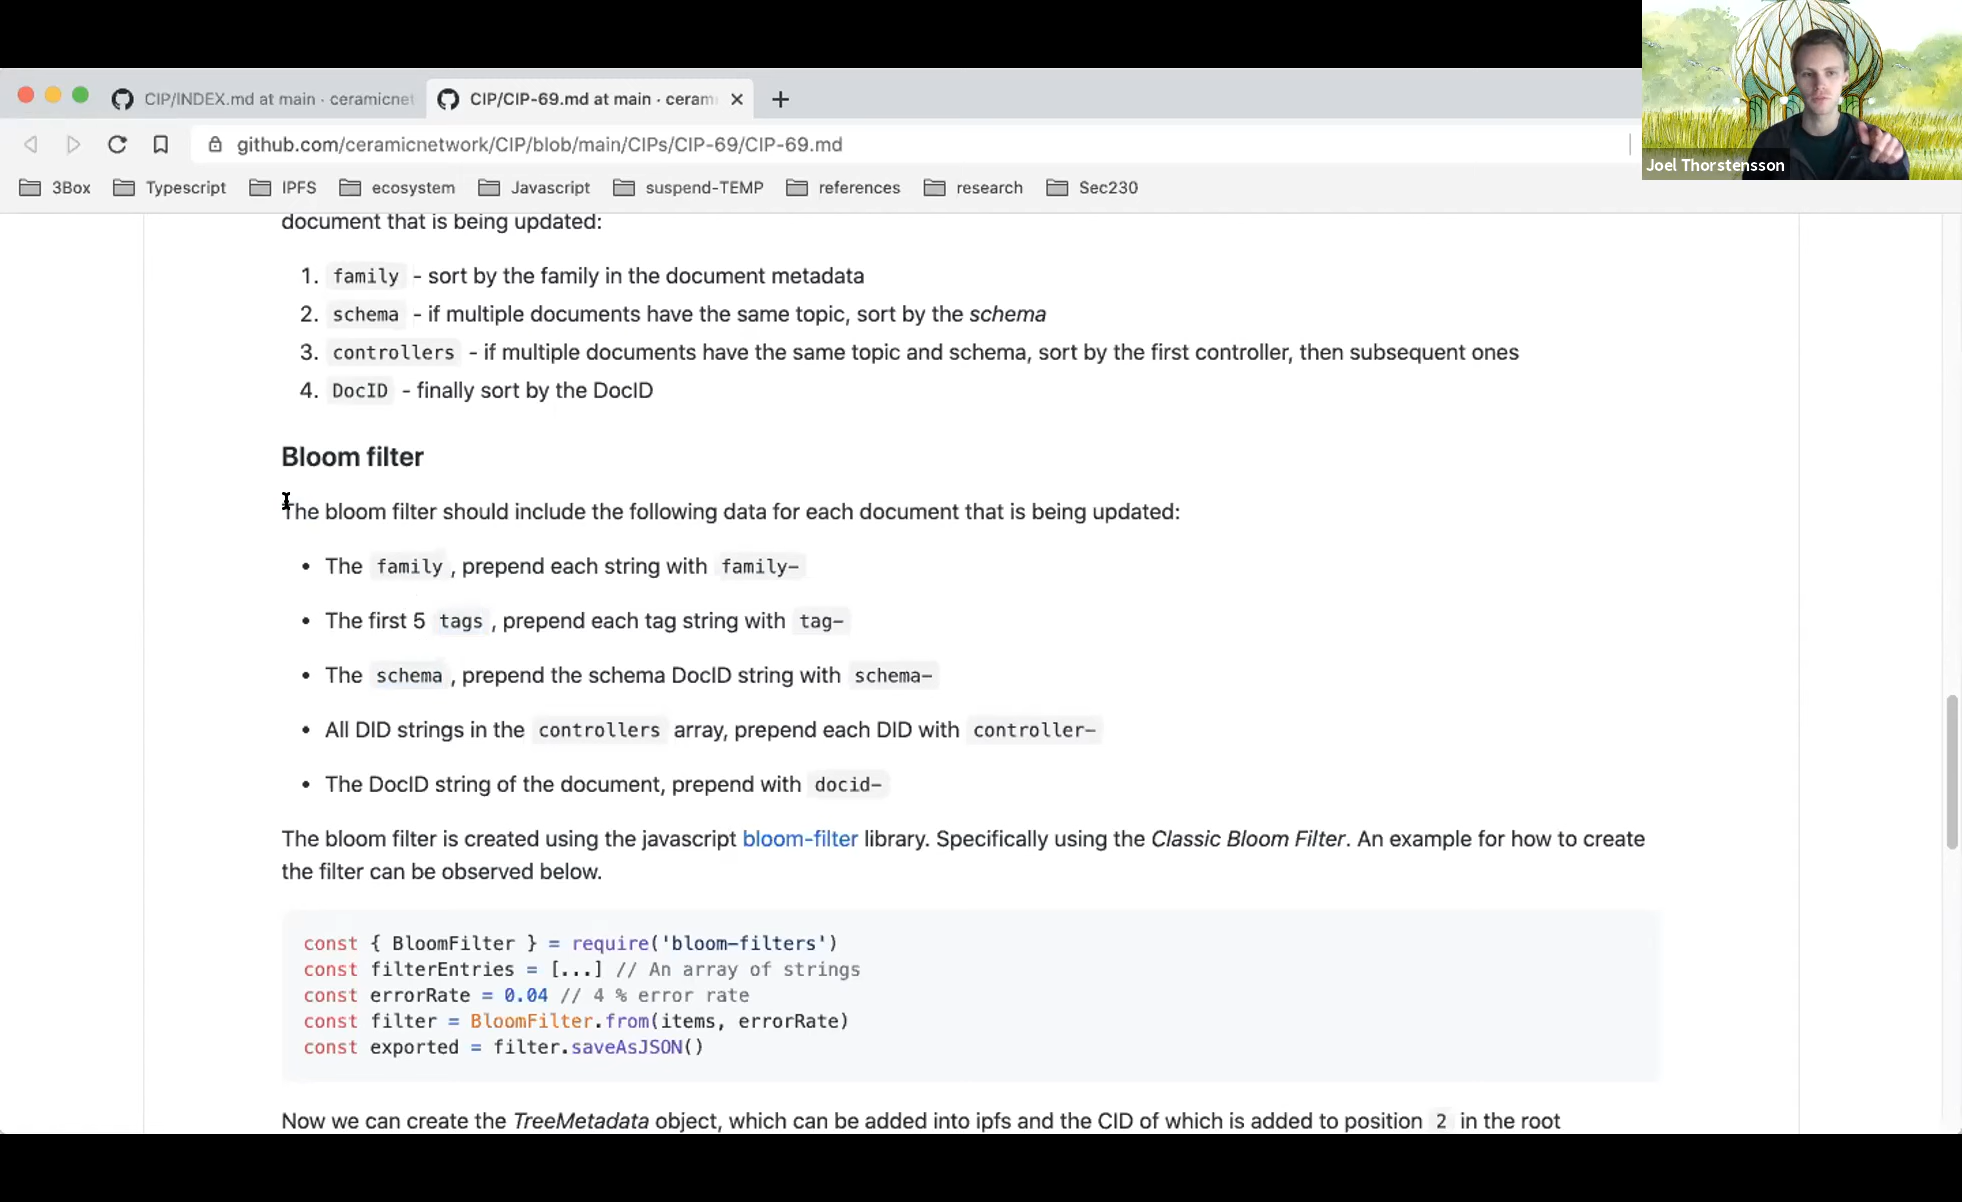 CIP/INDEX.md at main · ceramicnet
CIP/CIP-69.md at main · ceram
github.com/ceramicnetwork/CIP/blob/main/CIPs/CIP-69/CIP-69.md
Joel Thorstensson
3Box Typescript IPFS ecosystem Javascript suspend-TEMP references research Sec230
document that is being updated:
1. family - sort by the family in the document metadata
2. schema - if multiple documents have the same topic, sort by the schema
3. controllers - if multiple documents have the same topic and schema, sort by the first controller, then subsequent ones
4. DocID - finally sort by the DocID
Bloom filter
The bloom filter should include the following data for each document that is being updated:
• The family , prepend each string with family-
• The first 5 tags , prepend each tag string with tag-
• The schema , prepend the schema DocID string with schema-
• All DID strings in the controllers array, prepend each DID with controller-
• The DocID string of the document, prepend with docid-
The bloom filter is created using the javascript bloom-filter library. Specifically using the Classic Bloom Filter. An example for how to create
the filter can be observed below.
const { BloomFilter } = require('bloom-filters')
const filterEntries = [...] // An array of strings
const errorRate = 0.04 // 4 % error rate
const filter = BloomFilter.from(items, errorRate)
const exported = filter.saveAsJSON()
Now we can create the TreeMetadata object, which can be added into ipfs and the CID of which is added to position 2 in the root